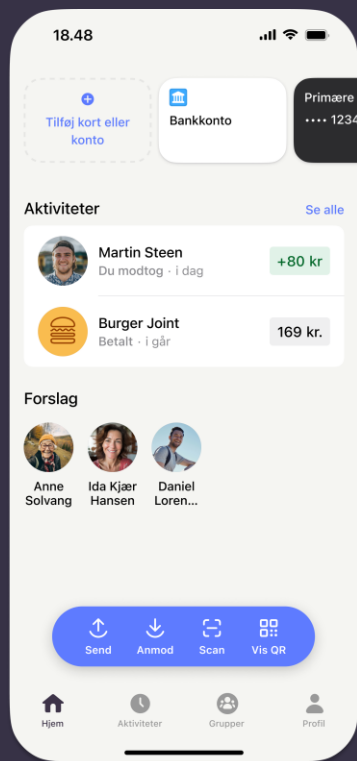 18.48
Tilføj kort eller
konto
Bankkonto
Primære
•••• 1234
Aktiviteter
Se alle
Martin Steen
Du modtog · i dag
+80 kr
Burger Joint
Betalt · i går
169 kr.
Forslag
Anne
Solvang
Ida Kjær
Hansen
Daniel
Loren...
Send
Anmod
Scan
Vis QR
Hjem
Aktiviteter
Grupper
Profil